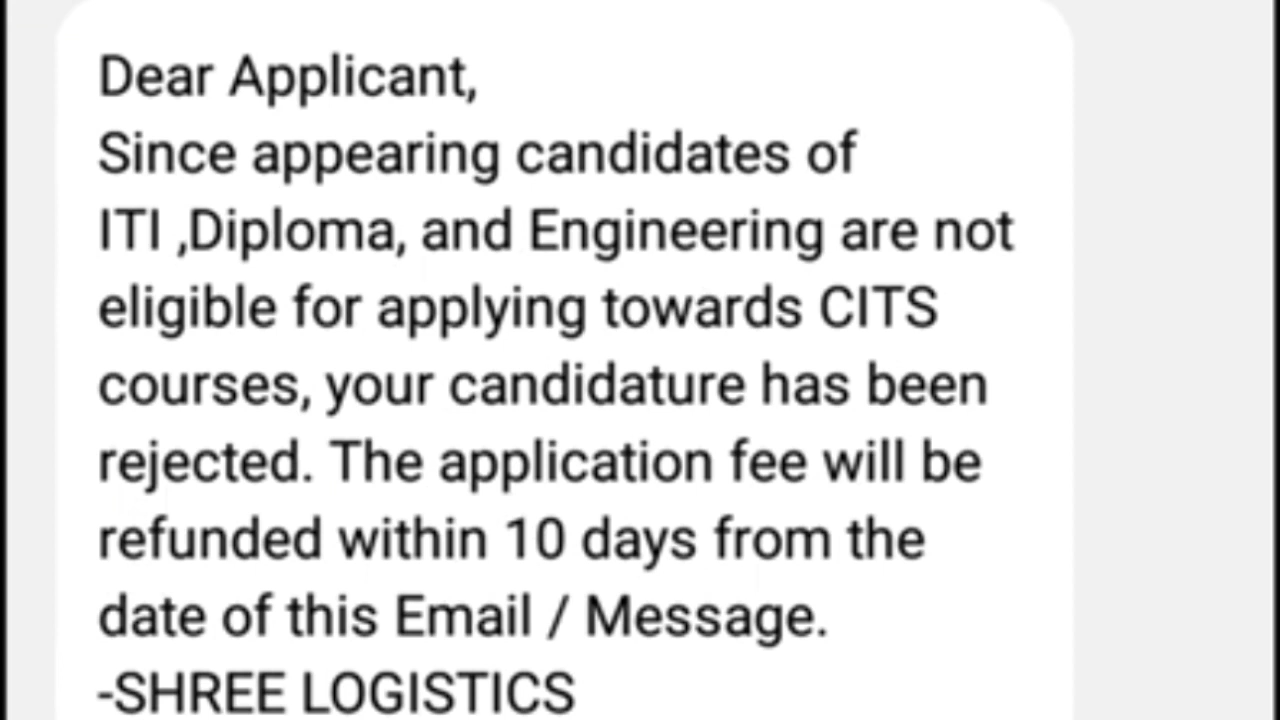 Dear Applicant,
Since appearing candidates of
ITI ,Diploma, and Engineering are not
eligible for applying towards CITS
courses, your candidature has been
rejected. The application fee will be
refunded within 10 days from the
date of this Email / Message.
-SHREE LOGISTICS